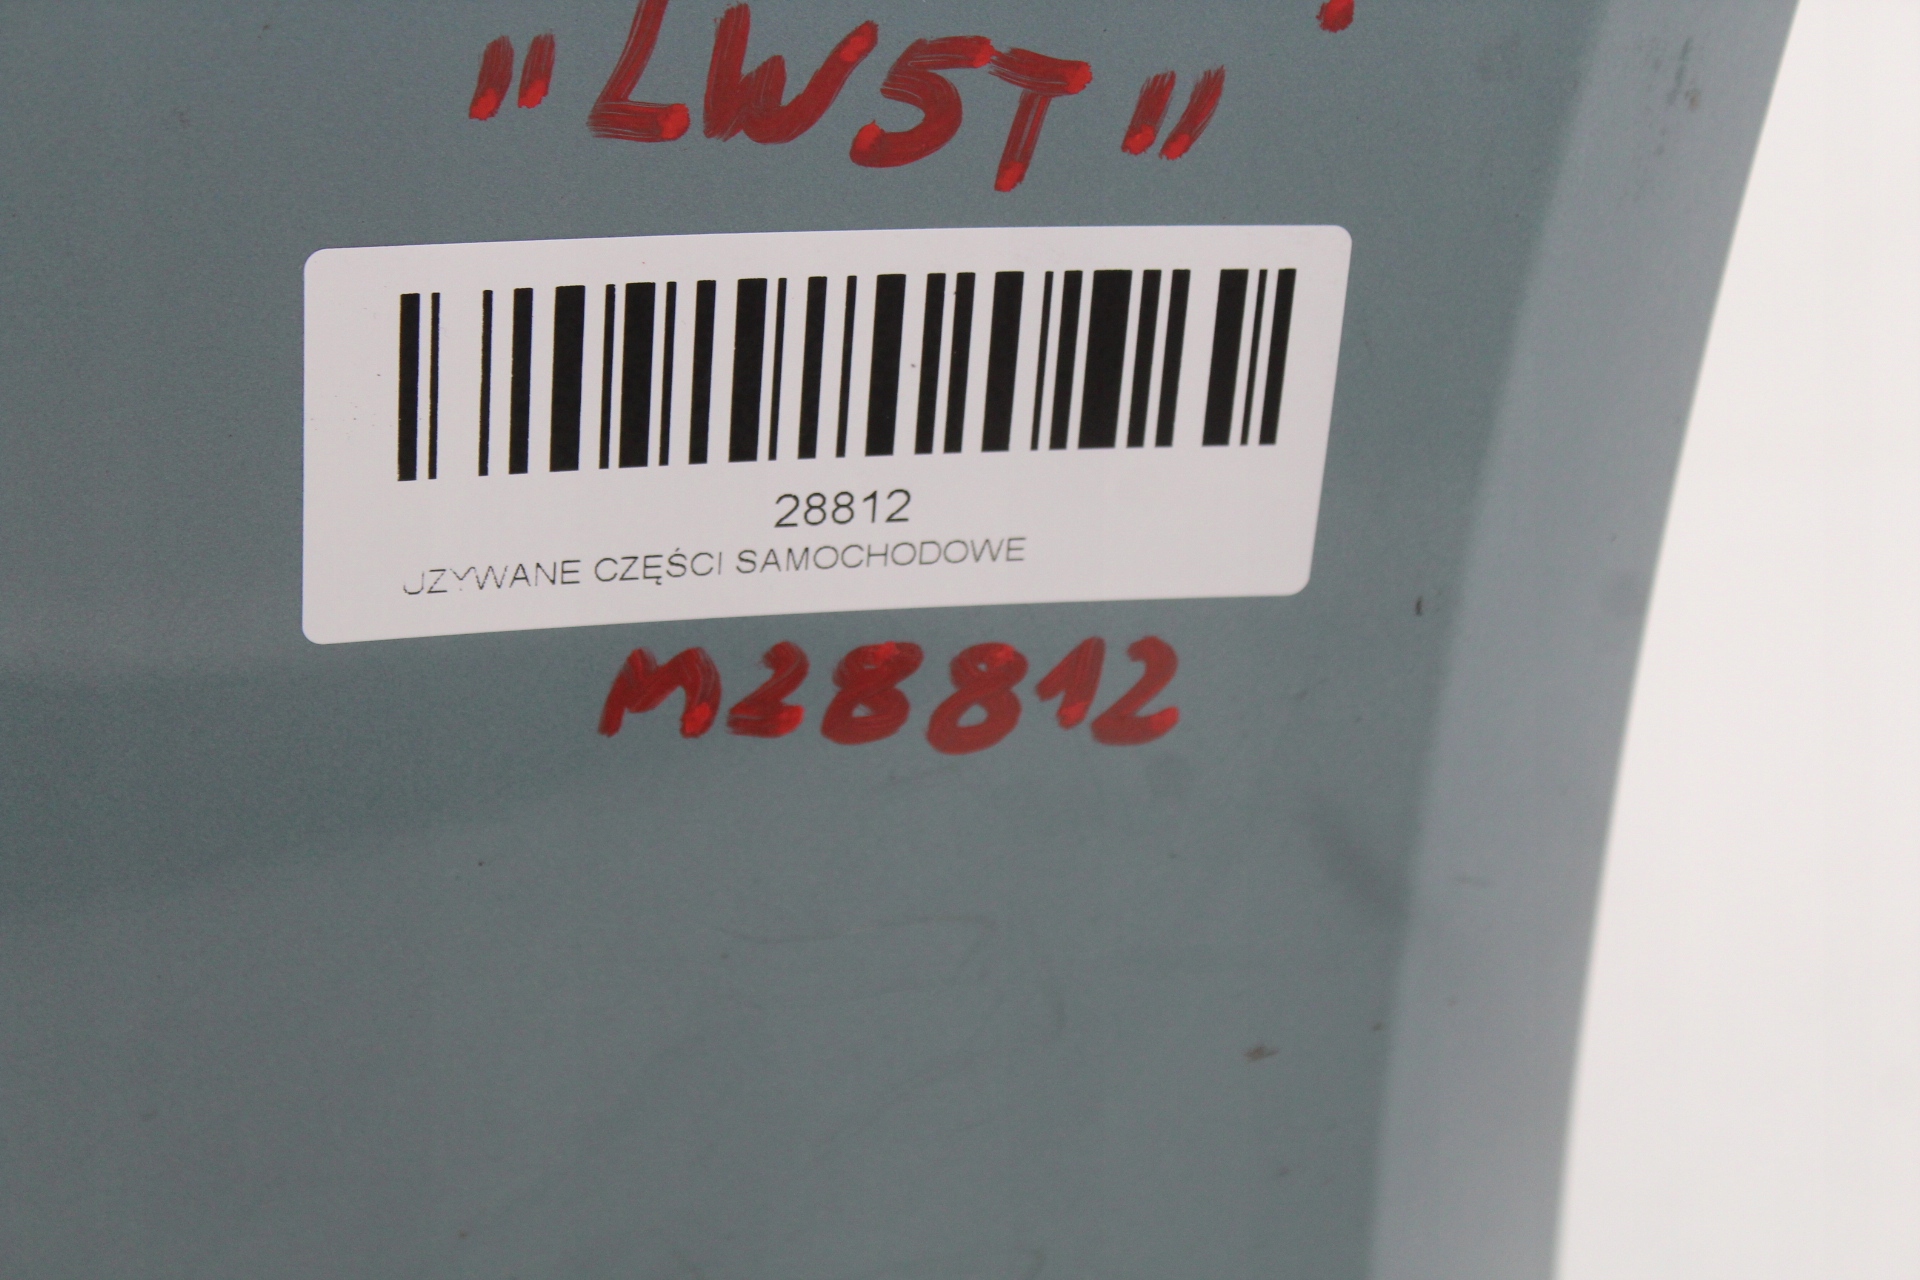 "LW5T"
28812
UZYWANE CZĘŚCI SAMOCHODOWE
M28812